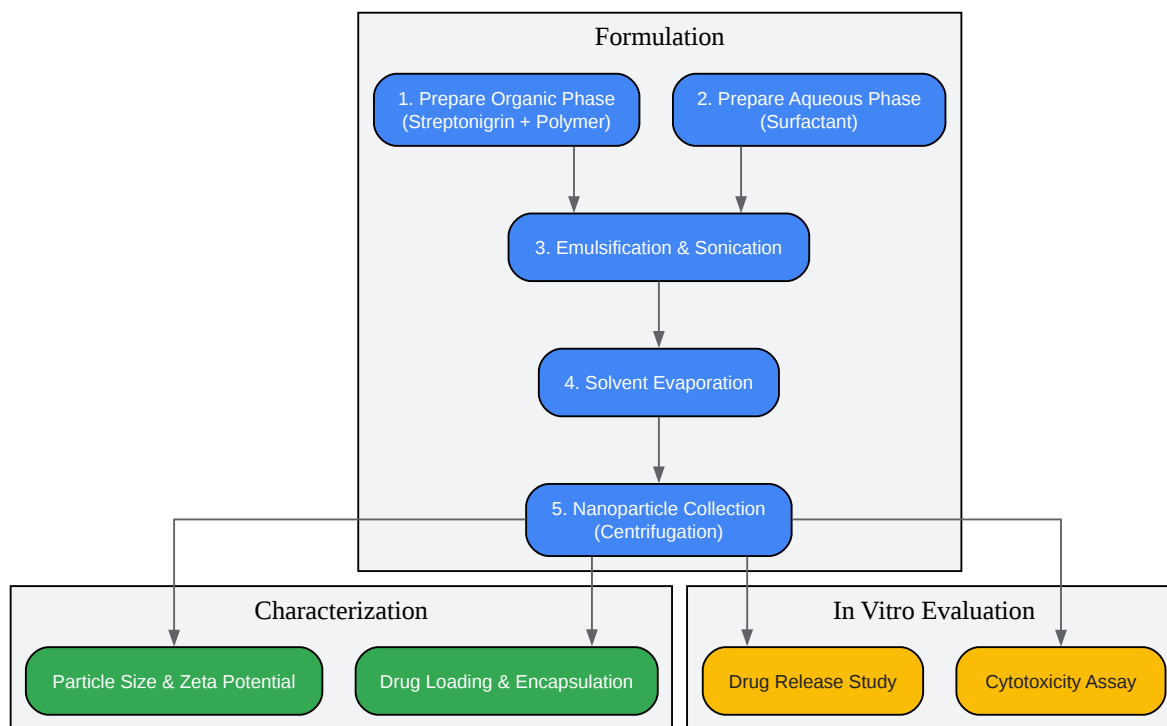 Formulation
1. Prepare Organic Phase
(Streptonigrin + Polymer)
2. Prepare Aqueous Phase
(Surfactant)
3. Emulsification & Sonication
4. Solvent Evaporation
5. Nanoparticle Collection
(Centrifugation)
Characterization
Particle Size & Zeta Potential
Drug Loading & Encapsulation
In Vitro Evaluation
Drug Release Study
Cytotoxicity Assay